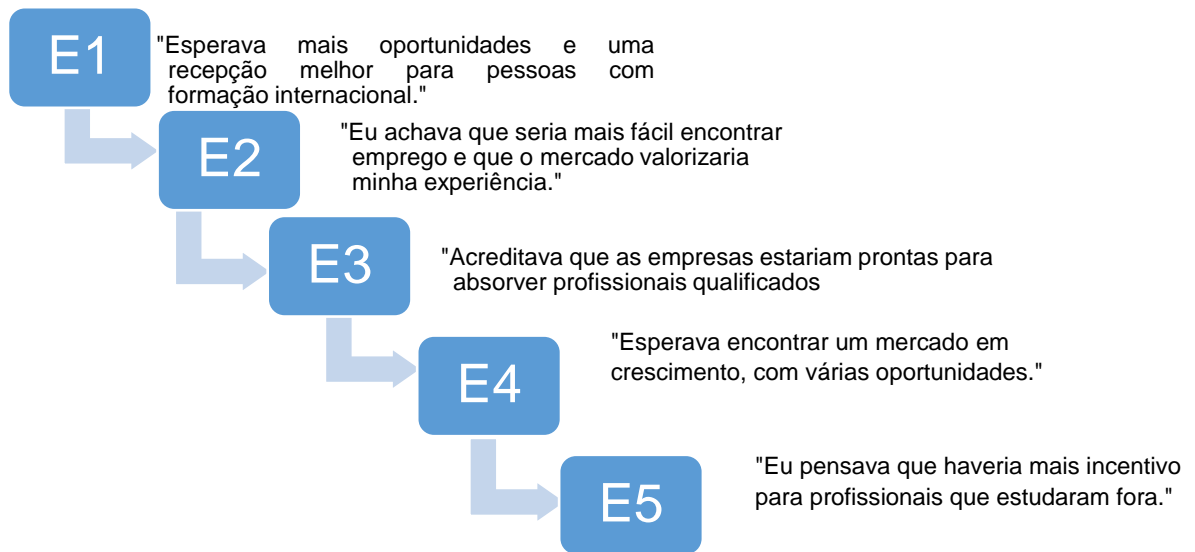 E1
"Esperava mais oportunidades e uma
recepção melhor para pessoas com
formação internacional."
E2
"Eu achava que seria mais fácil encontrar
emprego e que o mercado valorizaria
minha experiência."
E3
"Acreditava que as empresas estariam prontas para
absorver profissionais qualificados
E4
"Esperava encontrar um mercado em
crescimento, com várias oportunidades."
E5
"Eu pensava que haveria mais incentivo
para profissionais que estudaram fora."